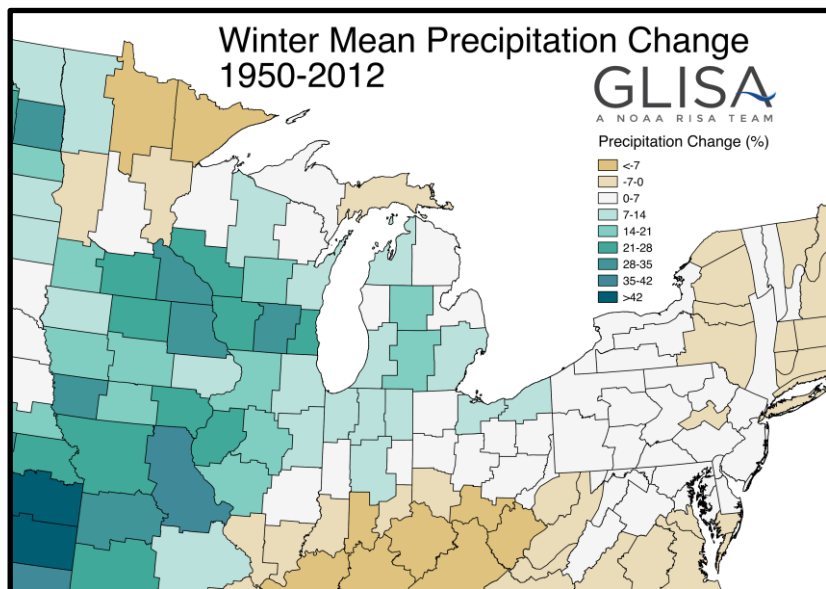 Winter Mean Precipitation Change
1950-2012
GLISA
A NOAA RISA TEAM
Precipitation Change (%)
<-7
-7-0
0-7
7-14
14-21
21-28
28-35
35-42
>42